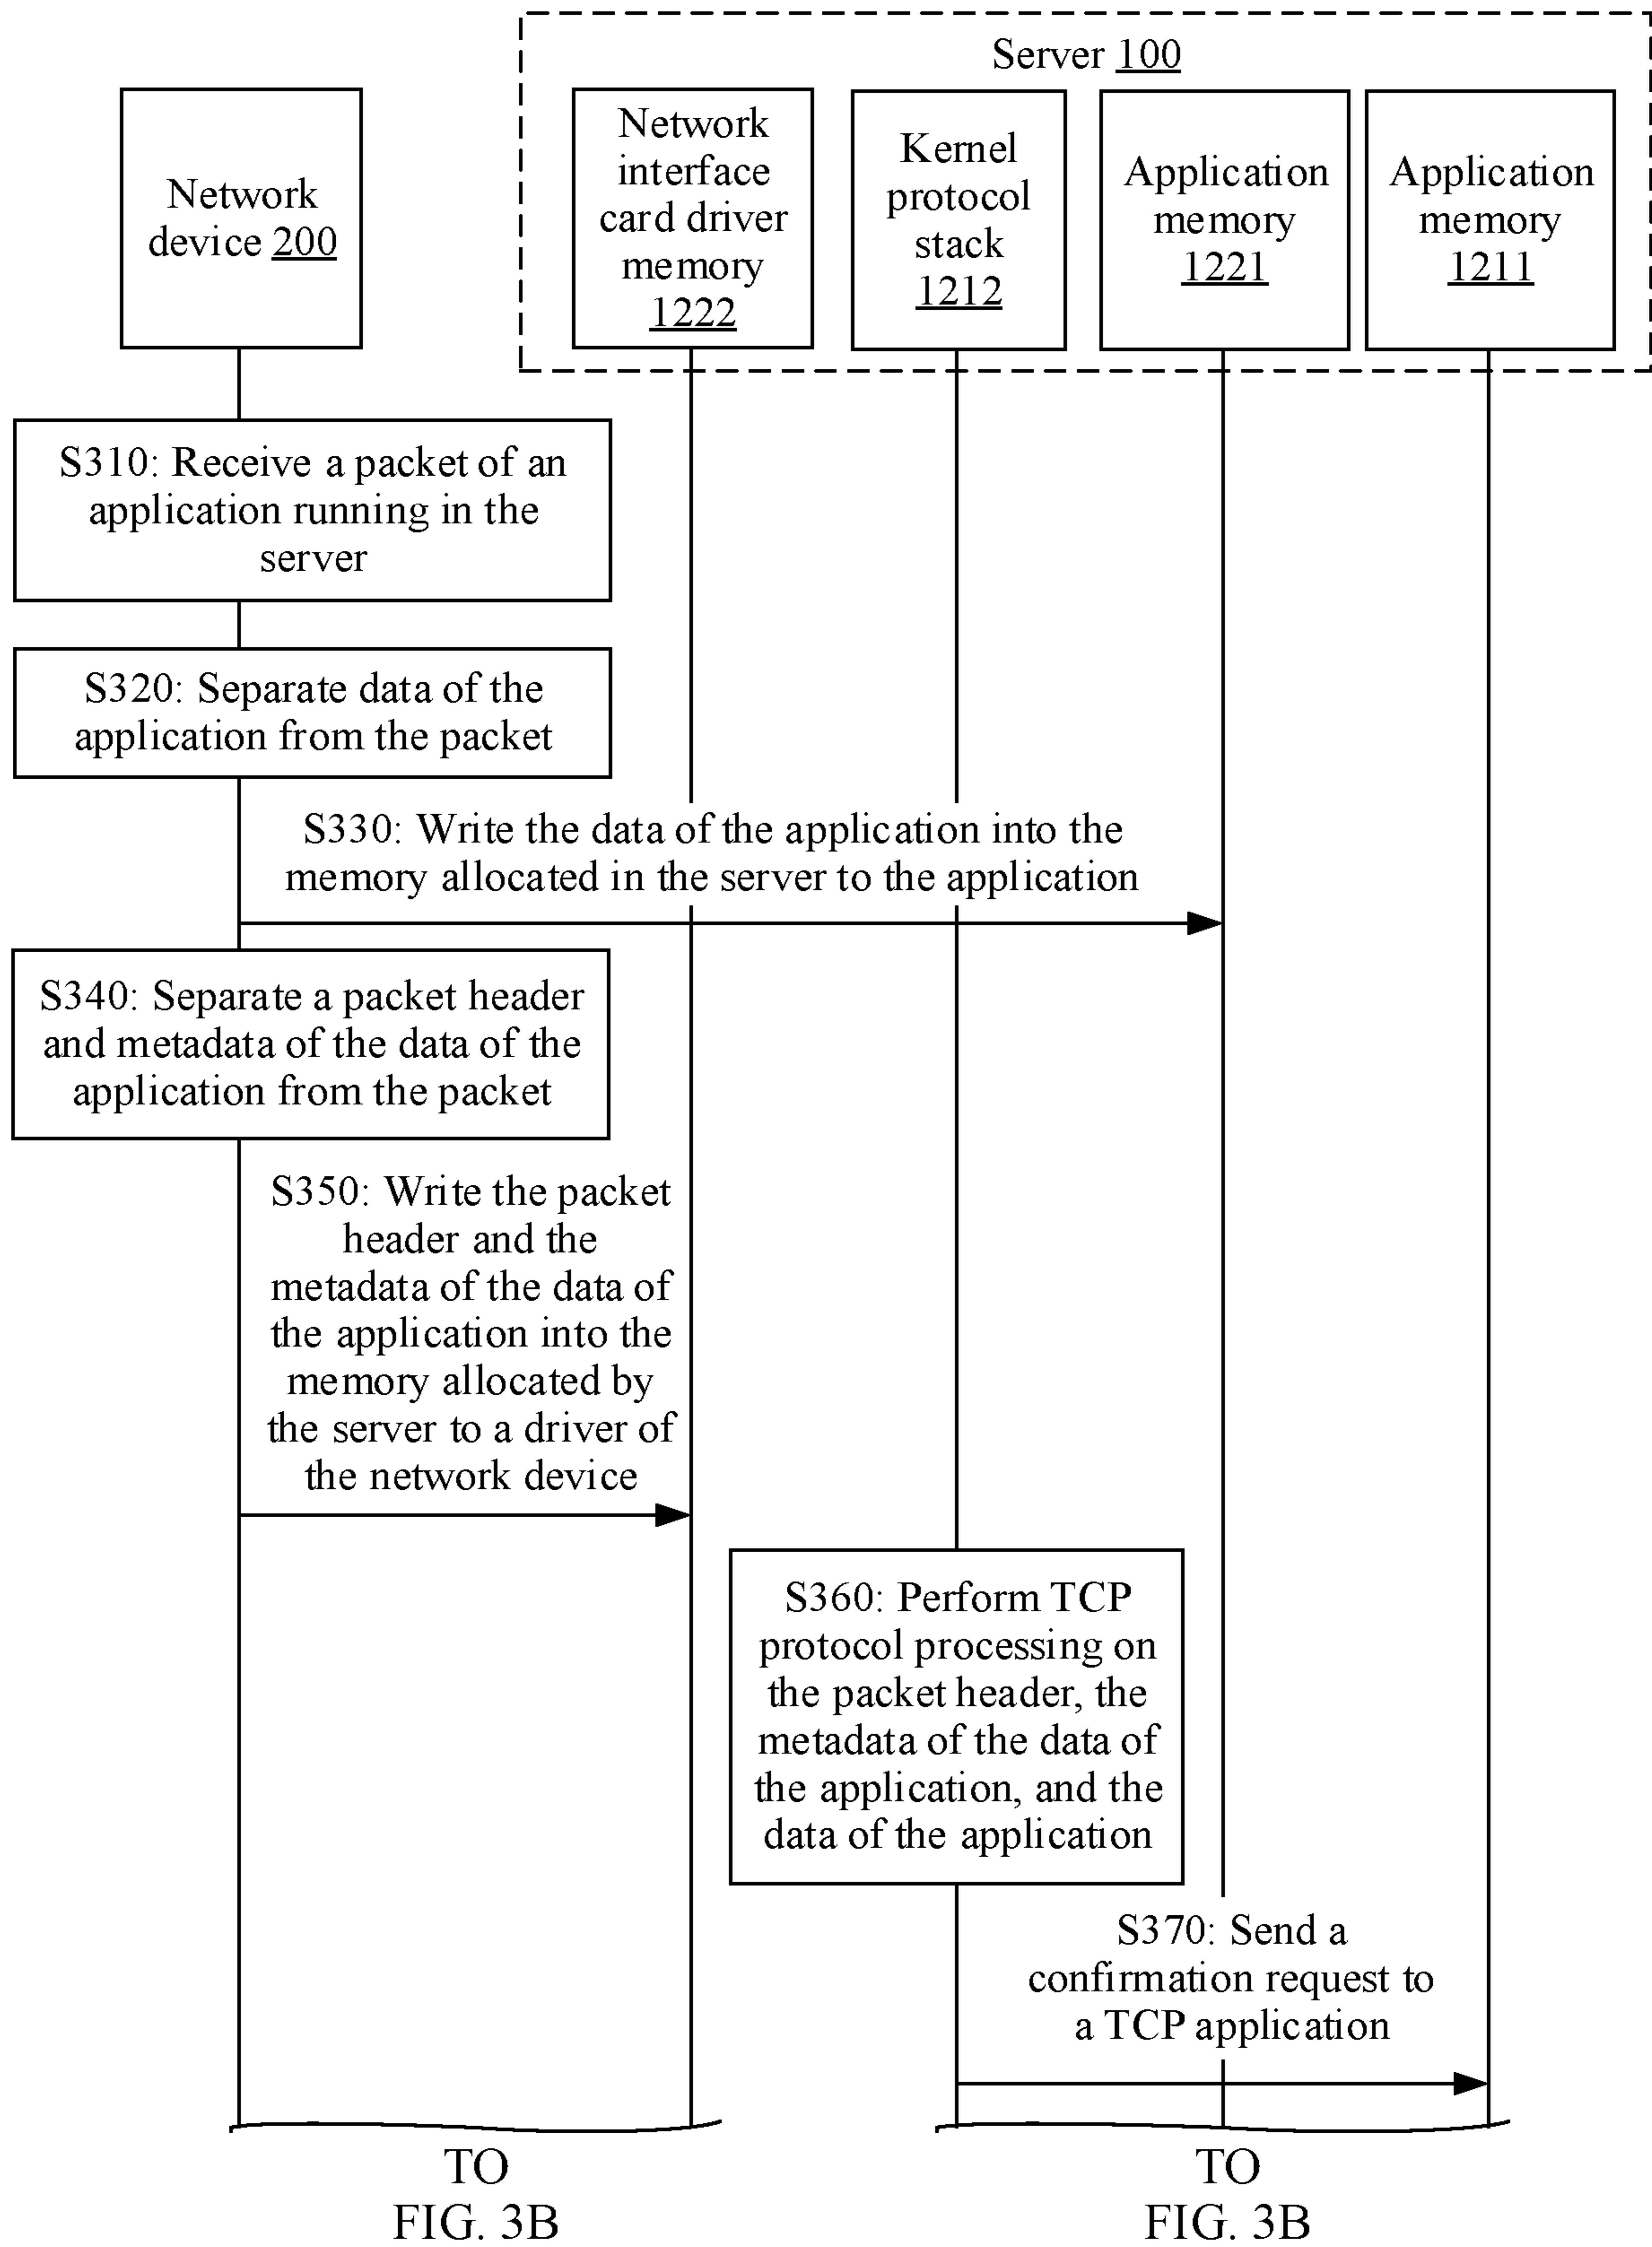 Server 100
Network
device 200
Network
interface
card driver
memory
1222
Kernel
protocol
stack
1212
Application
memory
1221
Application
memory
1211
S310: Receive a packet of an
application running in the
server
S320: Separate data of the
application from the packet
S330: Write the data of the application into the
memory allocated in the server to the application
S340: Separate a packet header
and metadata of the data of the
application from the packet
S350: Write the packet
header and the
metadata of the data of
the application into the
memory allocated by
the server to a driver of
the network device
S360: Perform TCP
protocol processing on
the packet header, the
metadata of the data of
the application, and the
data of the application
S370: Send a
confirmation request to
a TCP application
TO
FIG. 3B
TO
FIG. 3B